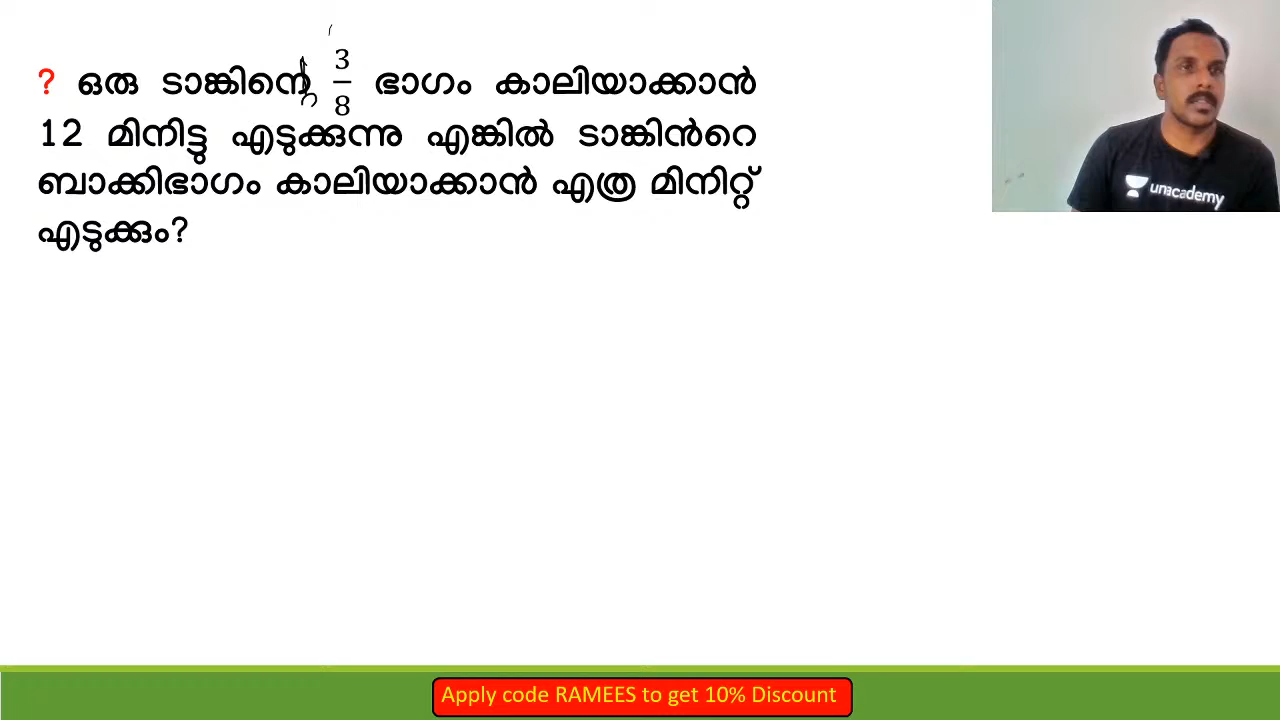 ? ഒരു ടാങ്കിന്റെ 3/8 ഭാഗം കാലിയാക്കാൻ
12 മിനിട്ടു എടുക്കുന്നു എങ്കിൽ ടാങ്കിൻറെ
ബാക്കിഭാഗം കാലിയാക്കാൻ എത്ര മിനിറ്റ്
എടുക്കും?
unacademy
Apply code RAMEES to get 10% Discount